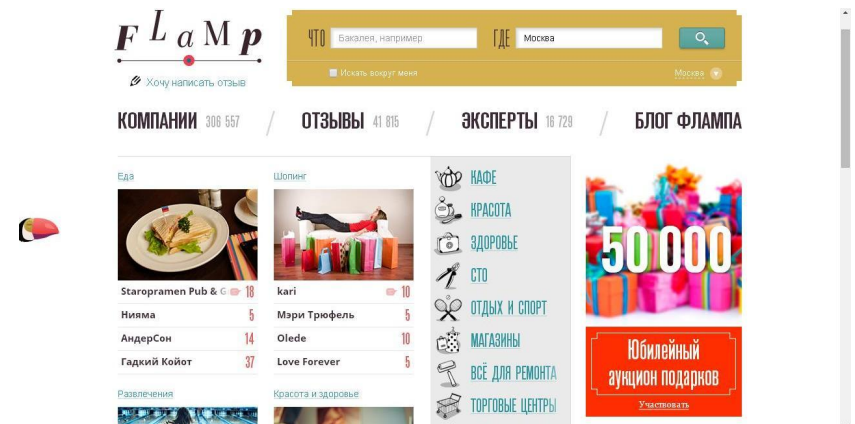 FLAMP
Хочу написать отзыв
ЧТО
Бакалея, например
ГДЕ
Москва
Искать вокруг меня
Москва
КОМПАНИИ 306 557
ОТЗЫВЫ 41 815
ЭКСПЕРТЫ 16 729
БЛОГ ФЛАМПА
Еда
Staropramen Pub & G 18
Нияма 5
АндерСон 14
Гадкий Койот 37
Шопинг
kari 10
Мэри Трюфель 5
Olede 10
Love Forever 5
Развлечения
Красота и здоровье
КАФЕ
КРАСОТА
ЗДОРОВЬЕ
СТО
ОТДЫХ И СПОРТ
МАГАЗИНЫ
ВСЁ ДЛЯ РЕМОНТА
ТОРГОВЫЕ ЦЕНТРЫ
50 000
Юбилейный
аукцион подарков
Участвовать